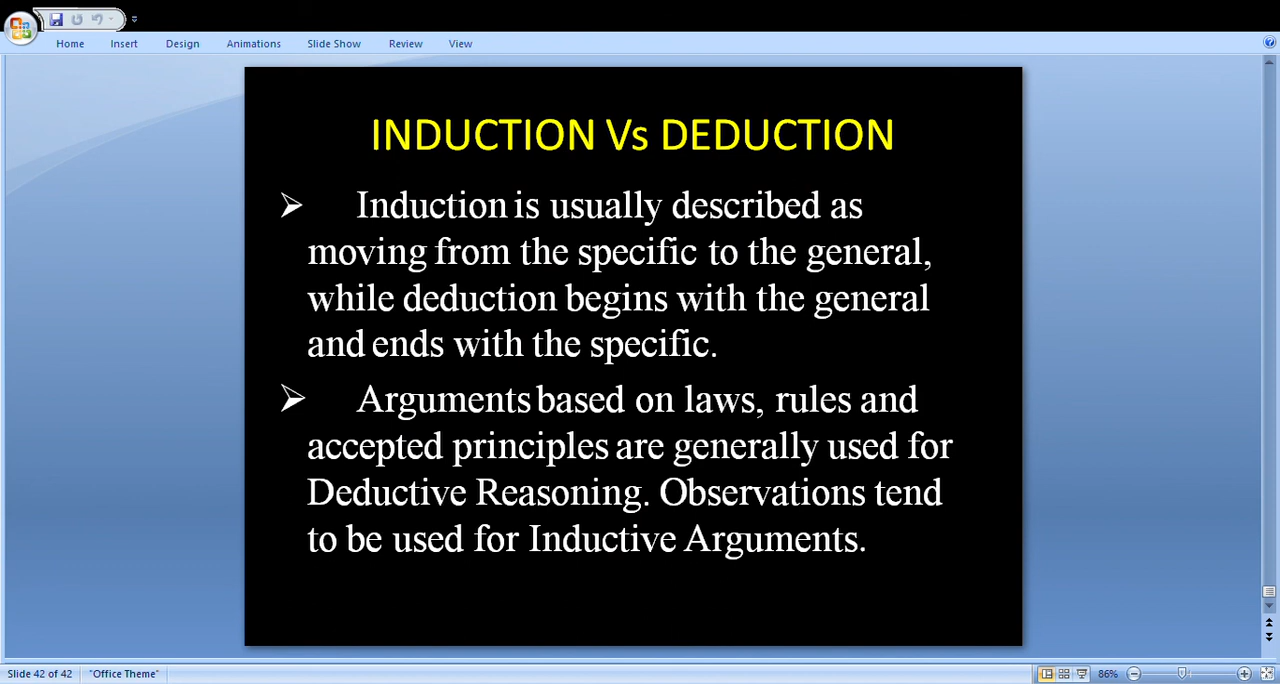 Home Insert Design Animations Slide Show Review View
INDUCTION Vs DEDUCTION
Induction is usually described as
moving from the specific to the general,
while deduction begins with the general
and ends with the specific.
Arguments based on laws, rules and
accepted principles are generally used for
Deductive Reasoning. Observations tend
to be used for Inductive Arguments.
Slide 42 of 42 "Office Theme" 86%